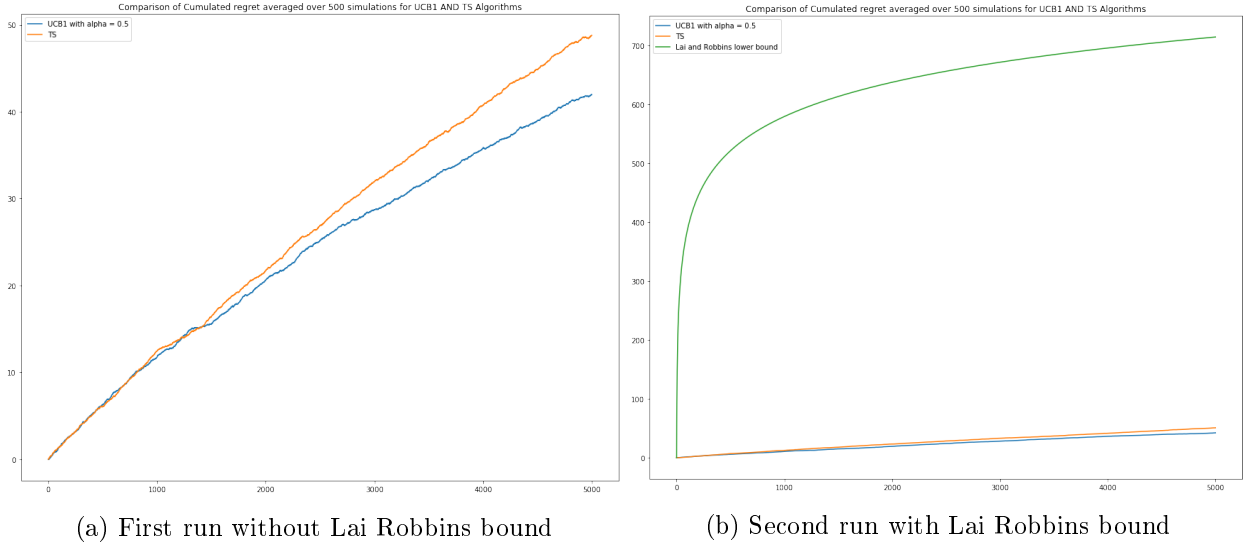 Comparison of Cumulated regret averaged over 500 simulations for UCB1 AND TS Algorithms
UCB1 with alpha = 0.5
TS
50
40
30
20
10
0
0 1000 2000 3000 4000 5000
(a) First run without Lai Robbins bound
Comparison of Cumulated regret averaged over 500 simulations for UCB1 AND TS Algorithms
UCB1 with alpha = 0.5
TS
Lai and Robbins lower bound
700
600
500
400
300
200
100
0
0 1000 2000 3000 4000 5000
(b) Second run with Lai Robbins bound